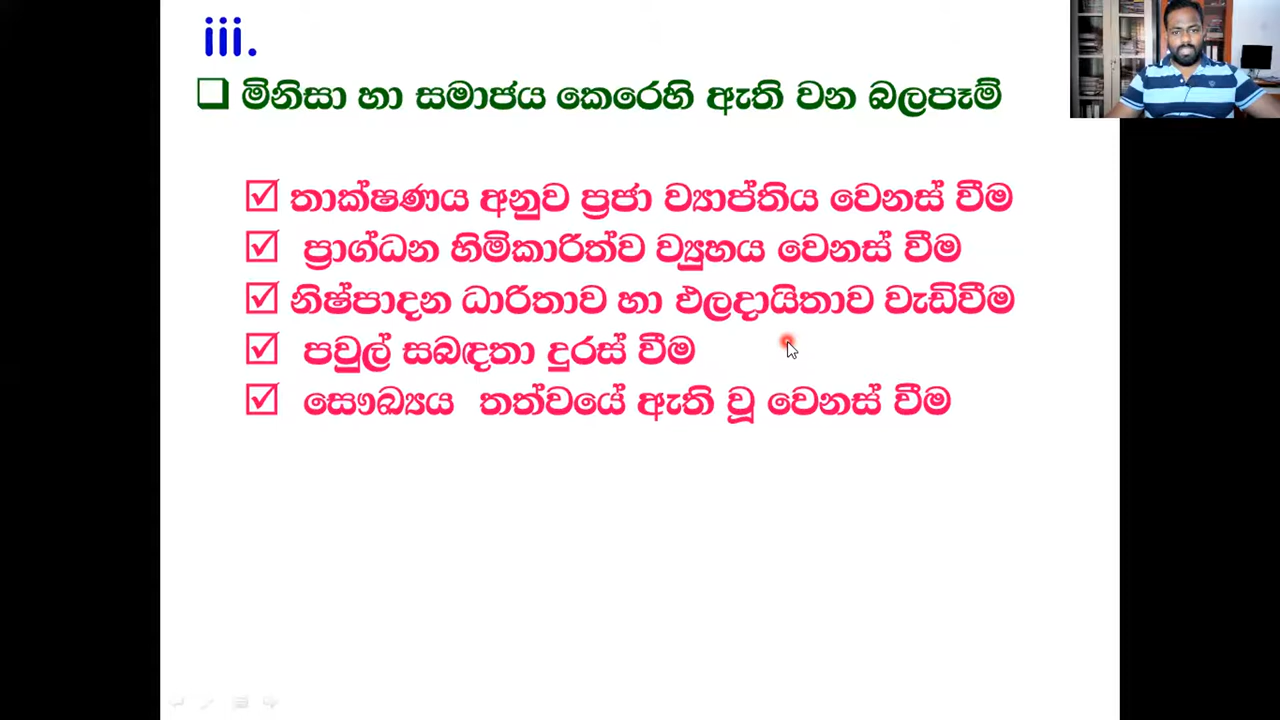 iii.
මිනිසා හා සමාජය කෙරෙහි ඇති වන බලපෑම්
තාක්ෂණය අනුව ප්‍රජා ව්‍යාප්තිය වෙනස් වීම
ප්‍රාග්ධන හිමිකාරිත්ව ව්‍යුහය වෙනස් වීම
නිෂ්පාදන ධාරිතාව හා ඵලදායිතාව වැඩිවීම
පවුල් සබඳතා දුරස් වීම
සෞඛ්‍යය තත්වයේ ඇති වූ වෙනස් වීම